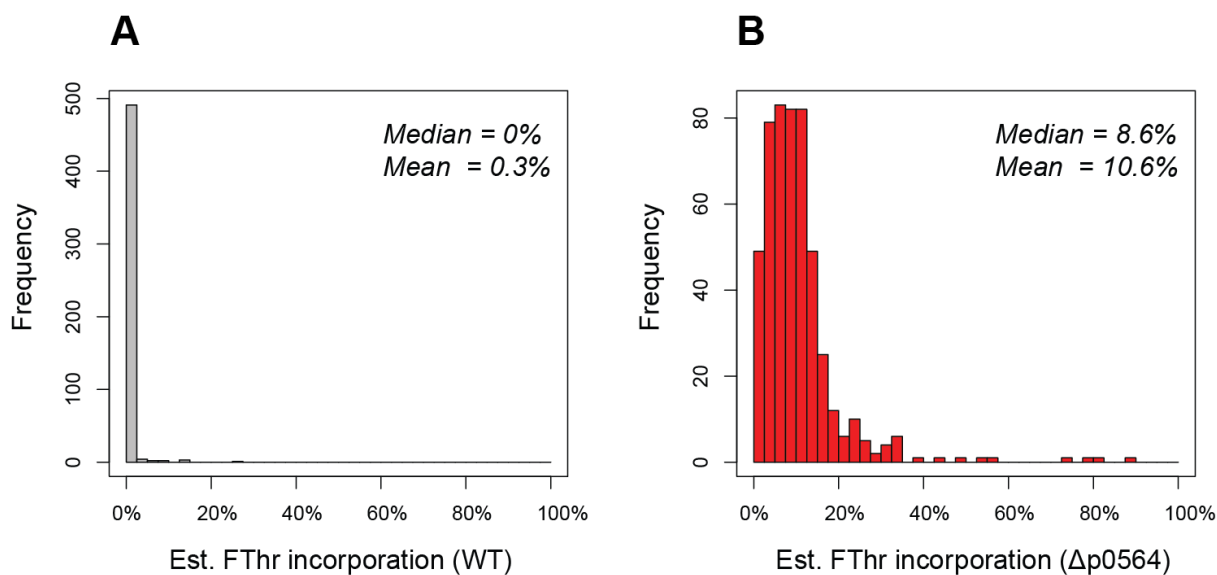 A
Median = 0%
Mean = 0.3%
Frequency
500
400
300
200
100
0
0%
20%
40%
60%
80%
100%
Est. FThr incorporation (WT)
B
Median = 8.6%
Mean = 10.6%
Frequency
80
60
40
20
0
0%
20%
40%
60%
80%
100%
Est. FThr incorporation (Δp0564)